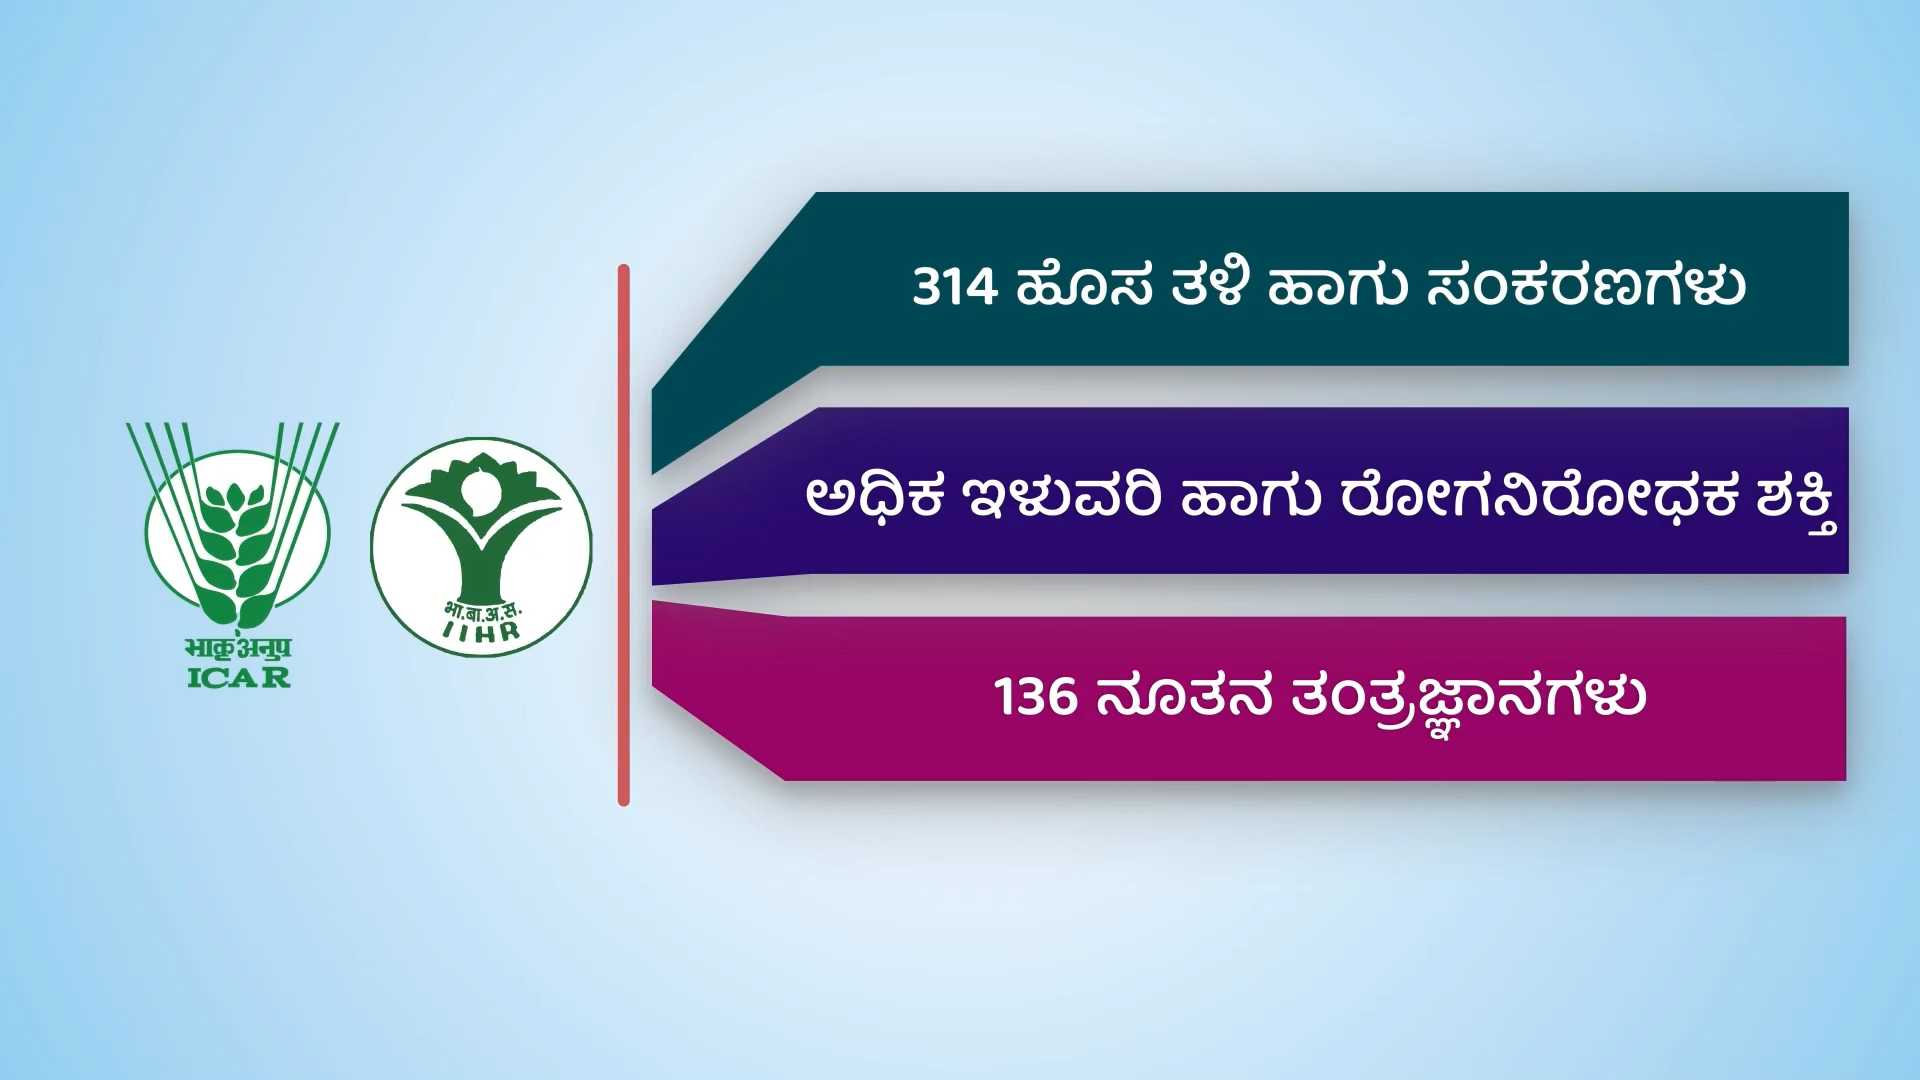 314 ಹೊಸ ತಳಿ ಹಾಗು ಸಂಕರಣಗಳು
ಅಧಿಕ ಇಳುವರಿ ಹಾಗು ರೋಗನಿರೋಧಕ ಶಕ್ತಿ
136 ನೂತನ ತಂತ್ರಜ್ಞಾನಗಳು
भाकृअनुप
ICAR
भा.बा.अ.स.
IIHR